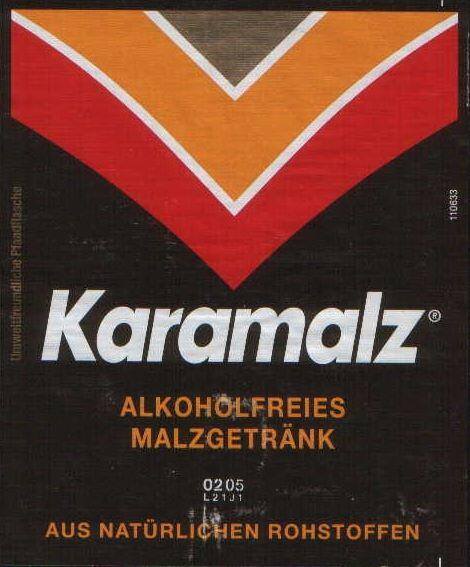 Karamalz®
ALKOHOLFREIES
MALZGETRÄNK
0205
L21J1
AUS NATÜRLICHEN ROHSTOFFEN
Umweltfreundliche Pfandflasche
110633